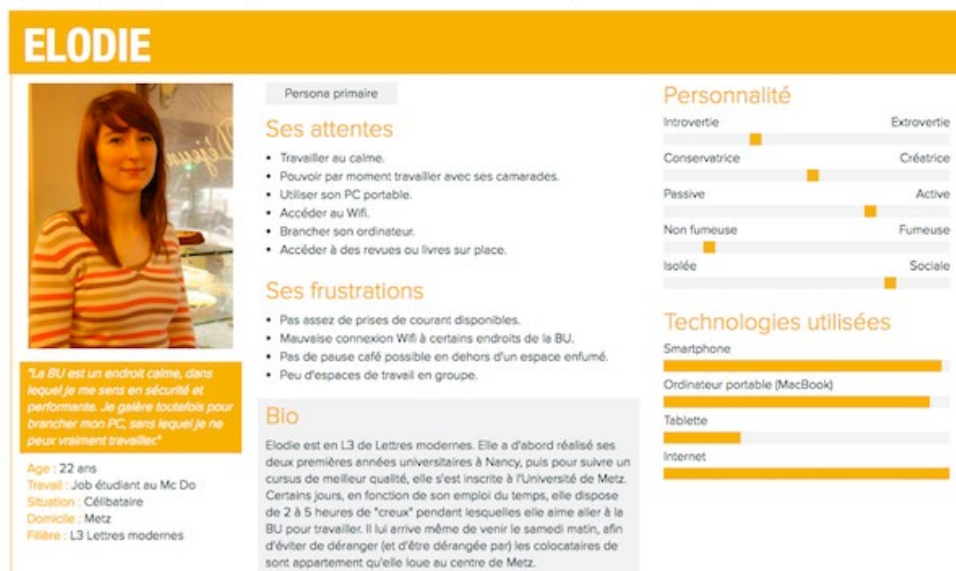 ELODIE
"La BU est un endroit calme, dans
lequel je me sens en sécurité et
performante. Je galère toutefois pour
brancher mon PC, sans lequel je ne
peux vraiment travailler."
Age : 22 ans
Travail : Job étudiant au Mc Do
Situation : Célibataire
Domicile : Metz
Filière : L3 Lettres modernes
Persona primaire
Ses attentes
• Travailler au calme.
• Pouvoir par moment travailler avec ses camarades.
• Utiliser son PC portable.
• Accéder au Wifi.
• Brancher son ordinateur.
• Accéder à des revues ou livres sur place.
Ses frustrations
• Pas assez de prises de courant disponibles.
• Mauvaise connexion Wifi à certains endroits de la BU.
• Pas de pause café possible en dehors d'un espace enfumé.
• Peu d'espaces de travail en groupe.
Bio
Elodie est en L3 de Lettres modernes. Elle a d'abord réalisé ses
deux premières années universitaires à Nancy, puis pour suivre un
cursus de meilleur qualité, elle s'est inscrite à l'Université de Metz.
Certains jours, en fonction de son emploi du temps, elle dispose
de 2 à 5 heures de "creux" pendant lesquelles elle aime aller à la
BU pour travailler. Il lui arrive même de venir le samedi matin, afin
d'éviter de déranger (et d'être dérangée par) les colocataires de
sont appartement qu'elle loue au centre de Metz.
Personnalité
Introvertie Extrovertie
Conservatrice Créatrice
Passive Active
Non fumeuse Fumeuse
Isolée Sociale
Technologies utilisées
Smartphone
Ordinateur portable (MacBook)
Tablette
Internet